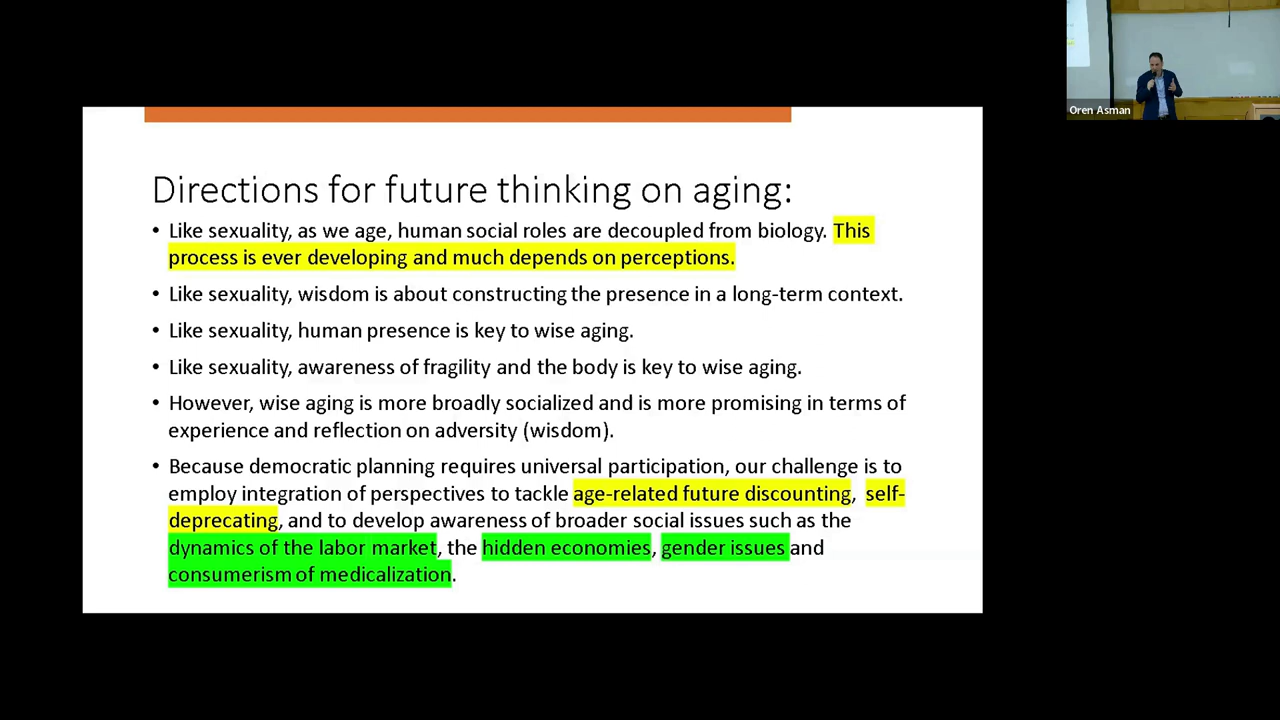 Oren Asman
Directions for future thinking on aging:
• Like sexuality, as we age, human social roles are decoupled from biology. This
process is ever developing and much depends on perceptions.
• Like sexuality, wisdom is about constructing the presence in a long-term context.
• Like sexuality, human presence is key to wise aging.
• Like sexuality, awareness of fragility and the body is key to wise aging.
• However, wise aging is more broadly socialized and is more promising in terms of
experience and reflection on adversity (wisdom).
• Because democratic planning requires universal participation, our challenge is to
employ integration of perspectives to tackle age-related future discounting, self-
deprecating, and to develop awareness of broader social issues such as the
dynamics of the labor market, the hidden economies, gender issues and
consumerism of medicalization.